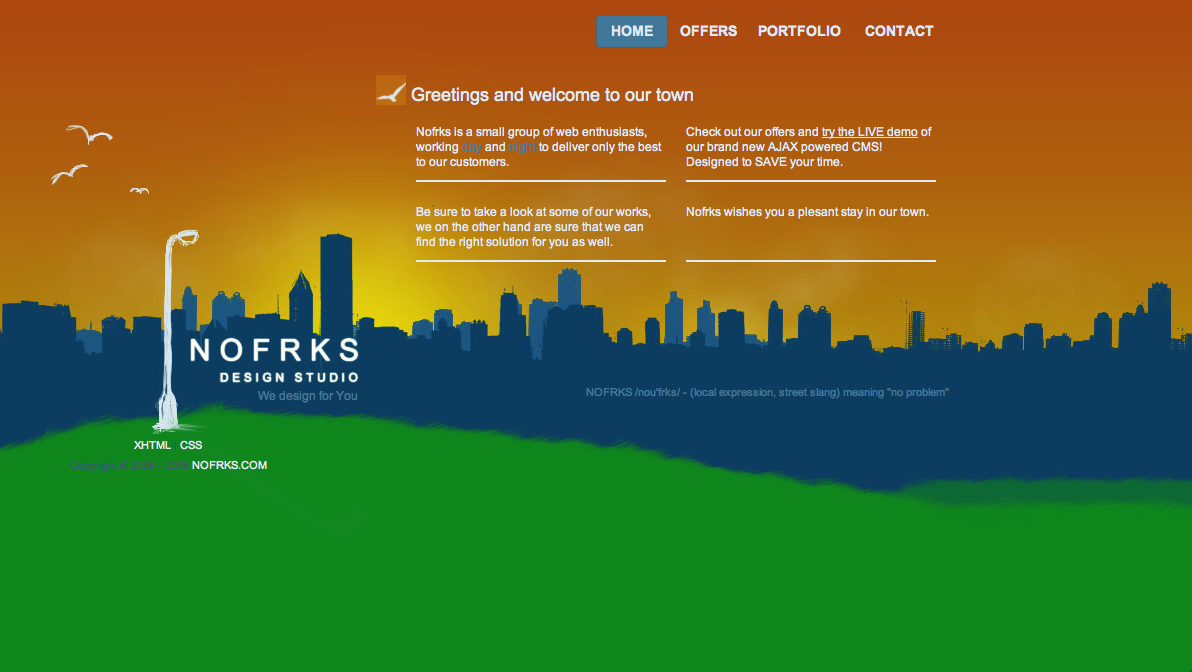 HOME OFFERS PORTFOLIO CONTACT
Greetings and welcome to our town
Nofrks is a small group of web enthusiasts,
working day and night to deliver only the best
to our customers.
Check out our offers and try the LIVE demo of
our brand new AJAX powered CMS!
Designed to SAVE your time.
Be sure to take a look at some of our works,
we on the other hand are sure that we can
find the right solution for you as well.
Nofrks wishes you a plesant stay in our town.
NOFRKS
DESIGN STUDIO
We design for You
NOFRKS /nou'frks/ - (local expression, street slang) meaning "no problem"
XHTML CSS
Copyright © NOFRKS.COM